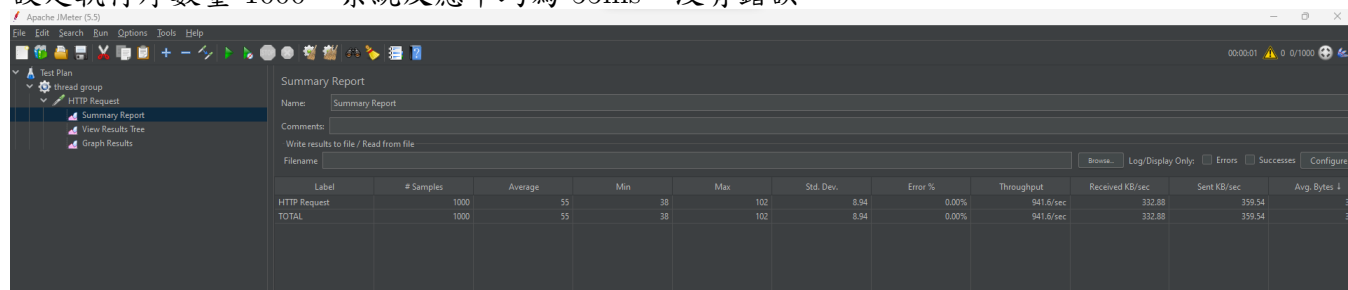 設定執行序數量 1000，系統反應平均為 55ms，沒有錯誤
Apache JMeter (5.5)
File Edit Search Run Options Tools Help
00:00:01 0 0/1000
Test Plan
thread group
HTTP Request
Summary Report
View Results Tree
Graph Results
Summary Report
Name: Summary Report
Comments:
Write results to file / Read from file
Filename Browse... Log/Display Only: Errors Successes Configure
Label # Samples Average Min Max Std. Dev. Error % Throughput Received KB/sec Sent KB/sec Avg. Bytes ↓
HTTP Request 1000 55 38 102 8.94 0.00% 941.6/sec 332.88 359.54
TOTAL 1000 55 38 102 8.94 0.00% 941.6/sec 332.88 359.54